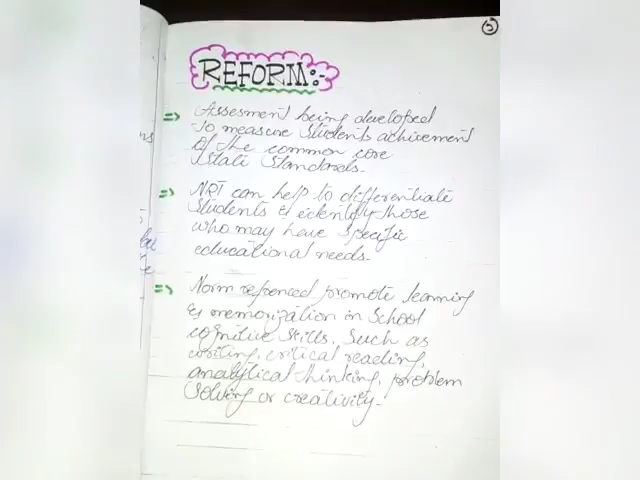 2
REFORM:-
⇒ Assesment being developed
to measure students achievement
of the common core
state standards.
⇒ NRT can help to differentiate
students & identify those
who may have specific
educational needs.
⇒ Norm refrenced promote learning
& memorization in school
cognitive skills, such as
writing, critical reading,
analytical thinking, problem
solving or creativity.